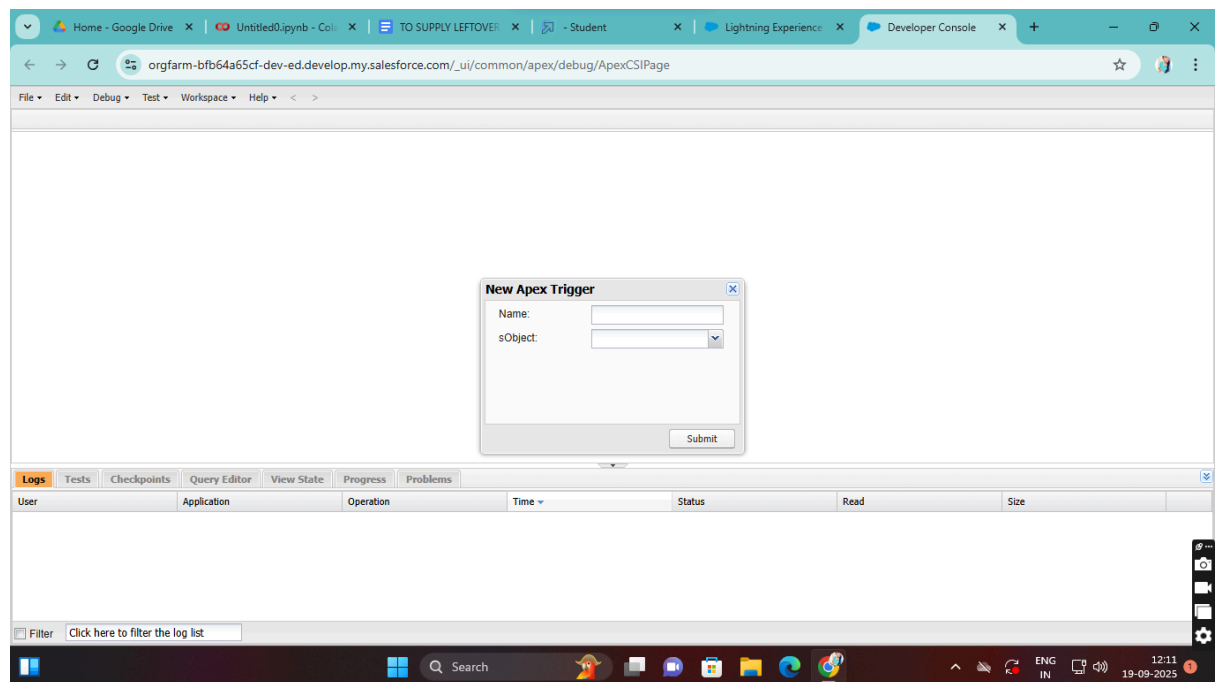 Home - Google Drive
Untitled0.ipynb - Cola
TO SUPPLY LEFTOVER
- Student
Lightning Experience
Developer Console
orgfarm-bfb64a65cf-dev-ed.develop.my.salesforce.com/_ui/common/apex/debug/ApexCSIPage
File Edit Debug Test Workspace Help < >
New Apex Trigger
Name:
sObject:
Submit
Logs Tests Checkpoints Query Editor View State Progress Problems
User Application Operation Time Status Read Size
Filter Click here to filter the log list
Search
ENG
IN
12:11
19-09-2025
1